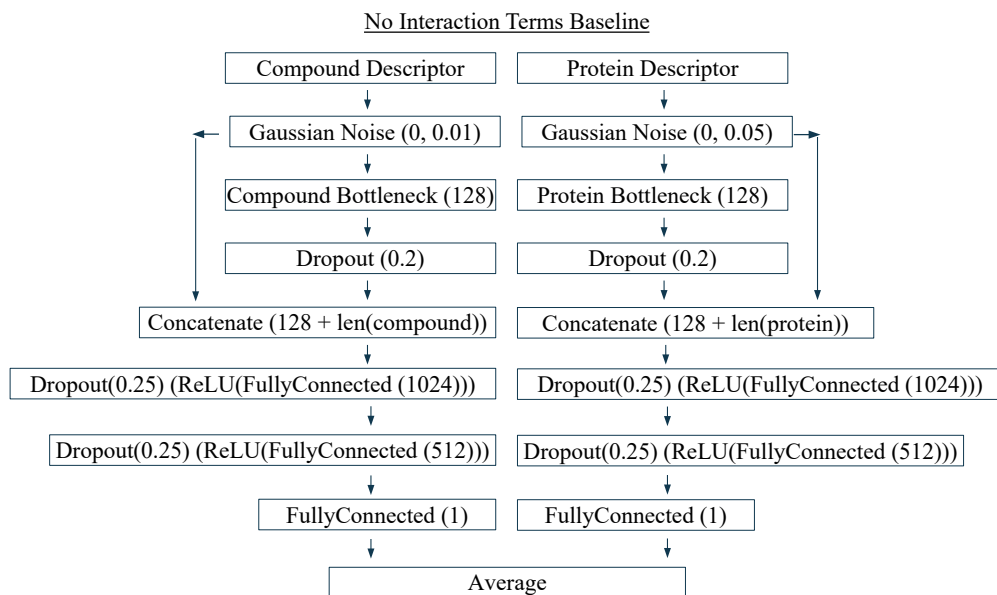 No Interaction Terms Baseline
Compound Descriptor
Protein Descriptor
Gaussian Noise (0, 0.01)
Gaussian Noise (0, 0.05)
Compound Bottleneck (128)
Protein Bottleneck (128)
Dropout (0.2)
Dropout (0.2)
Concatenate (128 + len(compound))
Concatenate (128 + len(protein))
Dropout(0.25) (ReLU(FullyConnected (1024)))
Dropout(0.25) (ReLU(FullyConnected (1024)))
Dropout(0.25) (ReLU(FullyConnected (512)))
Dropout(0.25) (ReLU(FullyConnected (512)))
FullyConnected (1)
FullyConnected (1)
Average